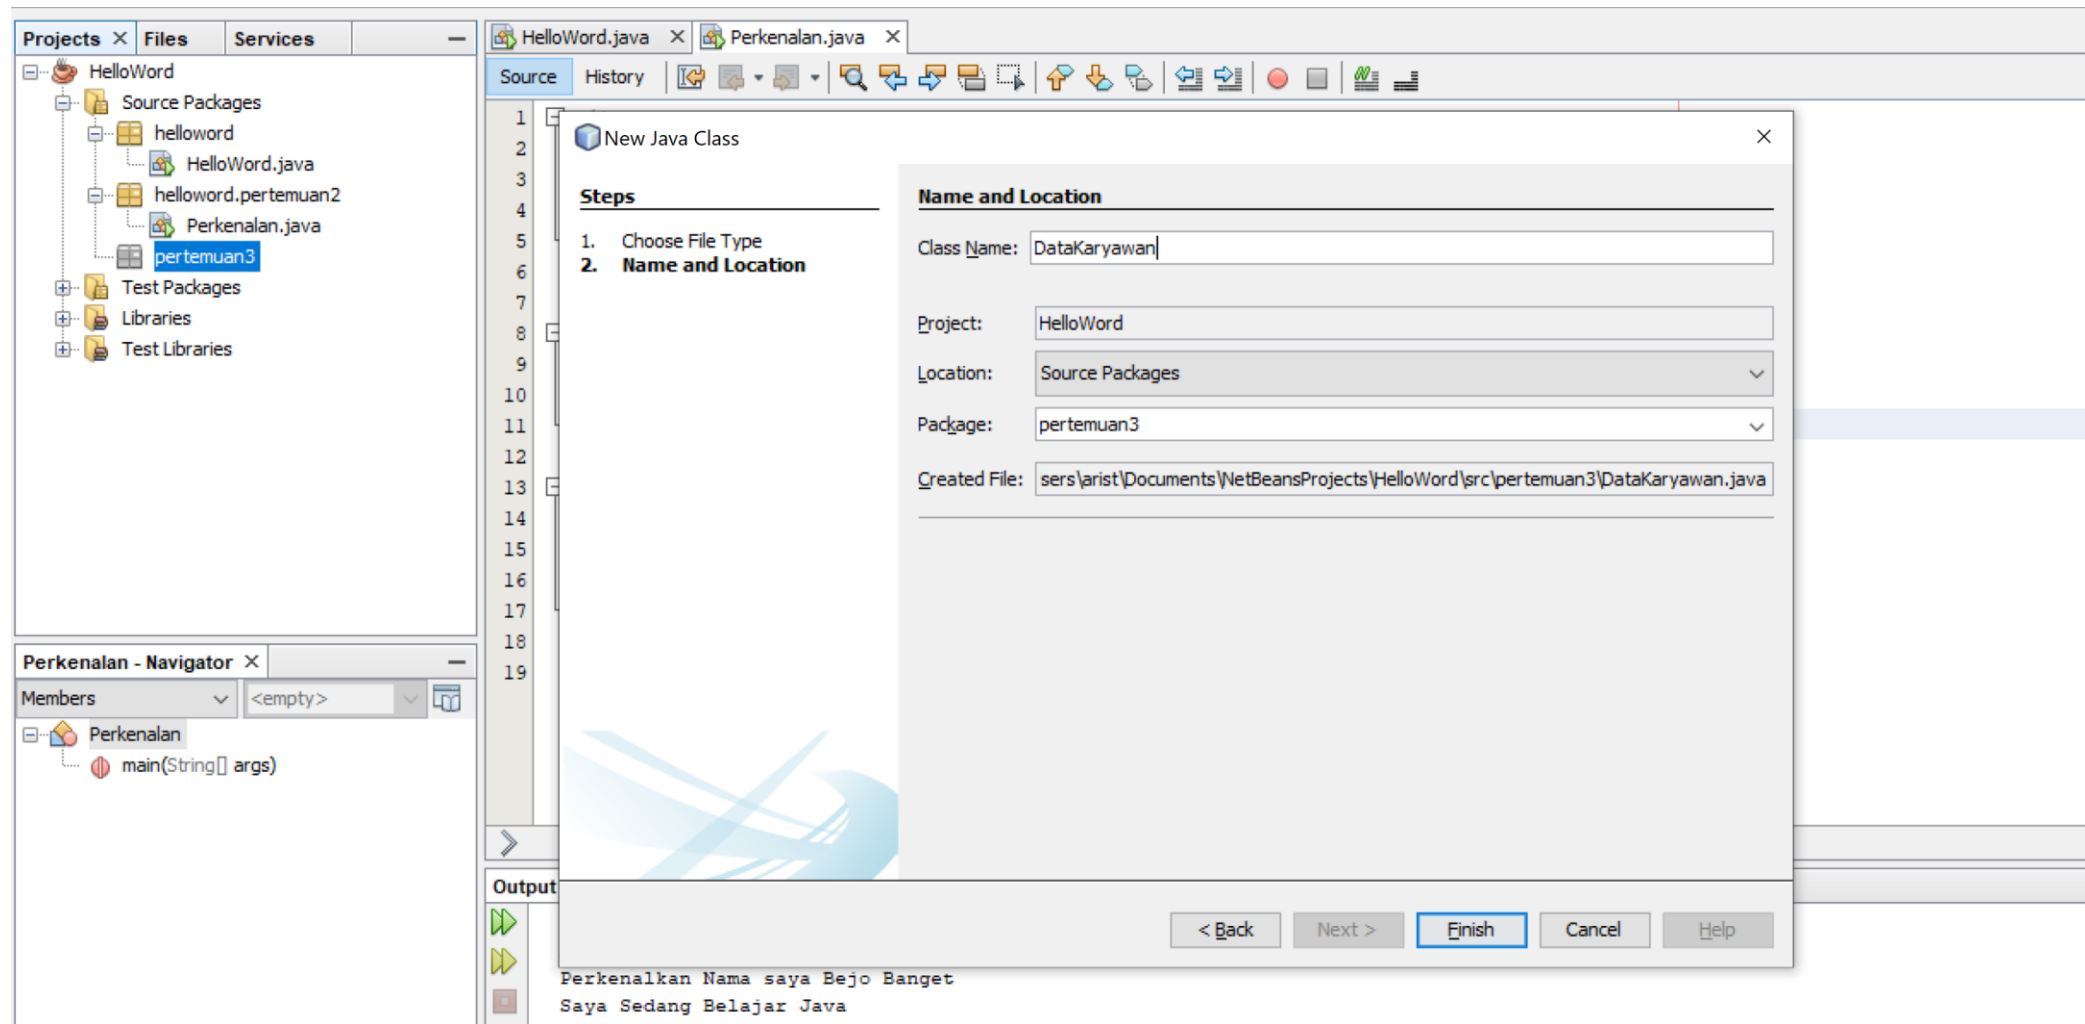 Projects
Files
Services
HelloWord
Source Packages
helloword
HelloWord.java
helloword.pertemuan2
Perkenalan.java
pertemuan3
Test Packages
Libraries
Test Libraries
Perkenalan - Navigator
Members
<empty>
Perkenalan
main(String[] args)
HelloWord.java
Perkenalan.java
Source
History
1
2
3
4
5
6
7
8
9
10
11
12
13
14
15
16
17
18
19
New Java Class
Steps
1. Choose File Type
2. Name and Location
Name and Location
Class Name: DataKaryawan
Project: HelloWord
Location: Source Packages
Package: pertemuan3
Created File: sers\arist\Documents\NetBeansProjects\HelloWord\src\pertemuan3\DataKaryawan.java
< Back
Next >
Finish
Cancel
Help
Output
Perkenalkan Nama saya Bejo Banget
Saya Sedang Belajar Java